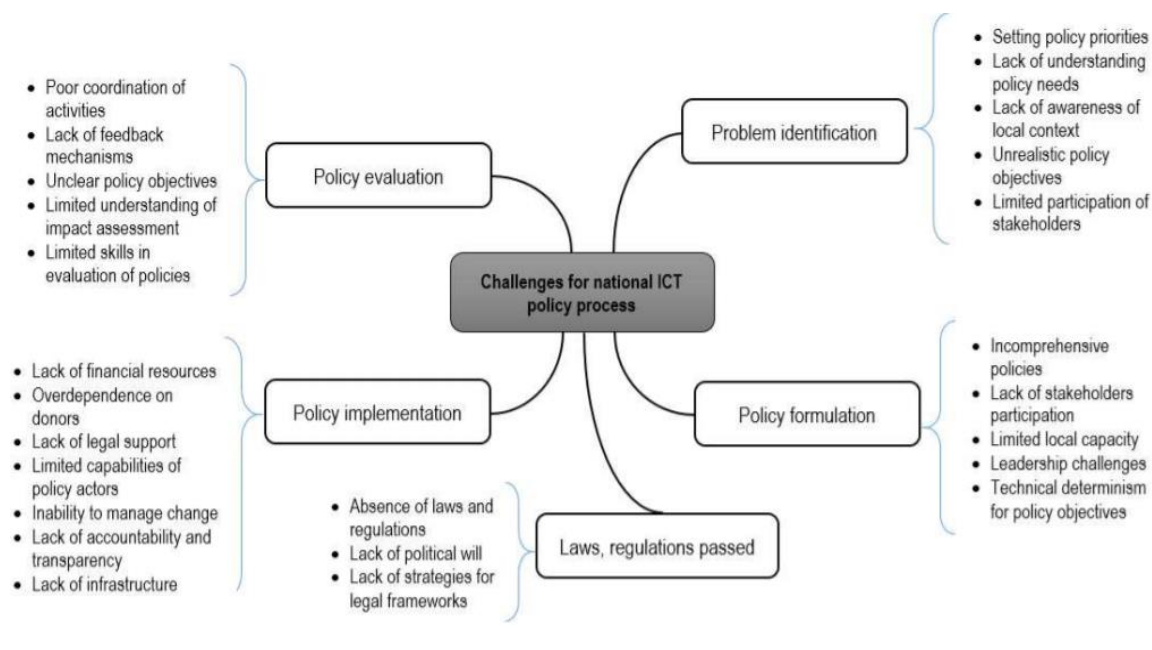 Challenges for national ICT
policy process
Problem identification
• Setting policy priorities
• Lack of understanding
policy needs
• Lack of awareness of
local context
• Unrealistic policy
objectives
• Limited participation of
stakeholders
Policy formulation
• Incomprehensive
policies
• Lack of stakeholders
participation
• Limited local capacity
• Leadership challenges
• Technical determinism
for policy objectives
Laws, regulations passed
• Absence of laws and
regulations
• Lack of political will
• Lack of strategies for
legal frameworks
Policy implementation
• Lack of financial resources
• Overdependence on
donors
• Lack of legal support
• Limited capabilities of
policy actors
• Inability to manage change
• Lack of accountability and
transparency
• Lack of infrastructure
Policy evaluation
• Poor coordination of
activities
• Lack of feedback
mechanisms
• Unclear policy objectives
• Limited understanding of
impact assessment
• Limited skills in
evaluation of policies